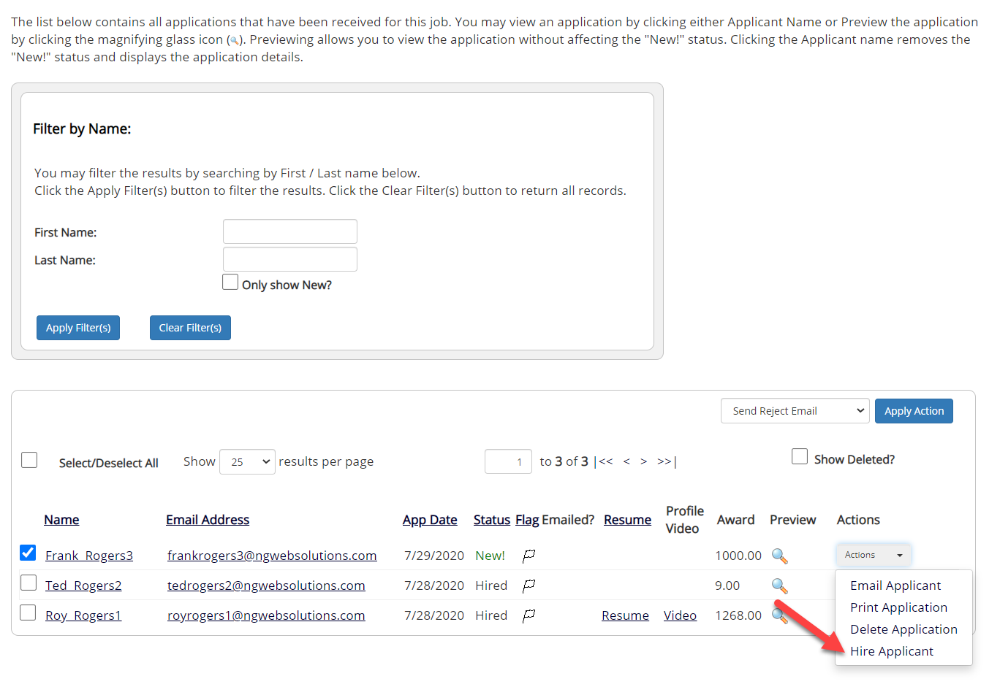 The list below contains all applications that have been received for this job. You may view an application by clicking either Applicant Name or Preview the application
by clicking the magnifying glass icon (). Previewing allows you to view the application without affecting the "New!" status. Clicking the Applicant name removes the
"New!" status and displays the application details.
Filter by Name:
You may filter the results by searching by First / Last name below.
Click the Apply Filter(s) button to filter the results. Click the Clear Filter(s) button to return all records.
First Name:
Last Name:
Only show New?
Apply Filter(s) Clear Filter(s)
Send Reject Email Apply Action
Select/Deselect All Show 25 results per page 1 to 3 of 3 |<< < > >>| Show Deleted?
Name Email Address App Date Status Flag Emailed? Resume Profile Video Award Preview Actions
Frank Rogers3 frankrogers3@ngwebsolutions.com 7/29/2020 New! 1000.00 Actions
Ted Rogers2 tedrogers2@ngwebsolutions.com 7/28/2020 Hired 9.00
Roy Rogers1 royrogers1@ngwebsolutions.com 7/28/2020 Hired Resume Video 1268.00
Email Applicant
Print Application
Delete Application
Hire Applicant